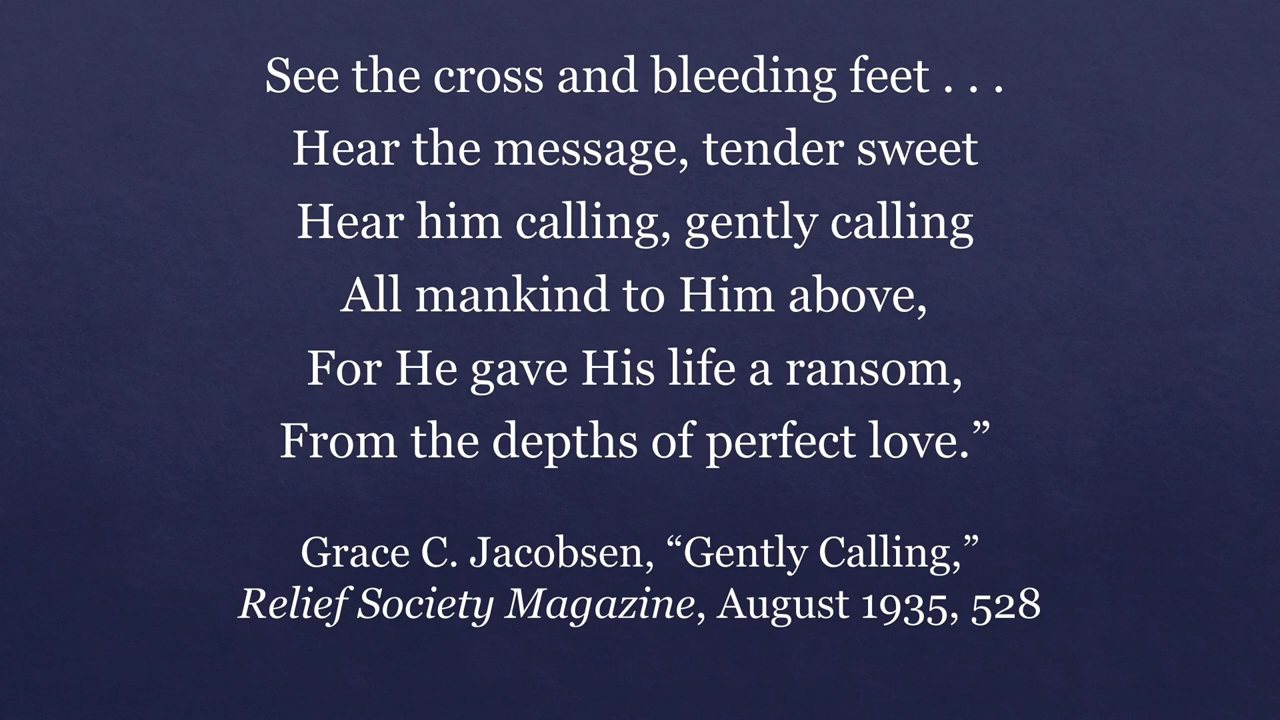 See the cross and bleeding feet . . .
Hear the message, tender sweet
Hear him calling, gently calling
All mankind to Him above,
For He gave His life a ransom,
From the depths of perfect love.”
Grace C. Jacobsen, “Gently Calling,”
Relief Society Magazine, August 1935, 528